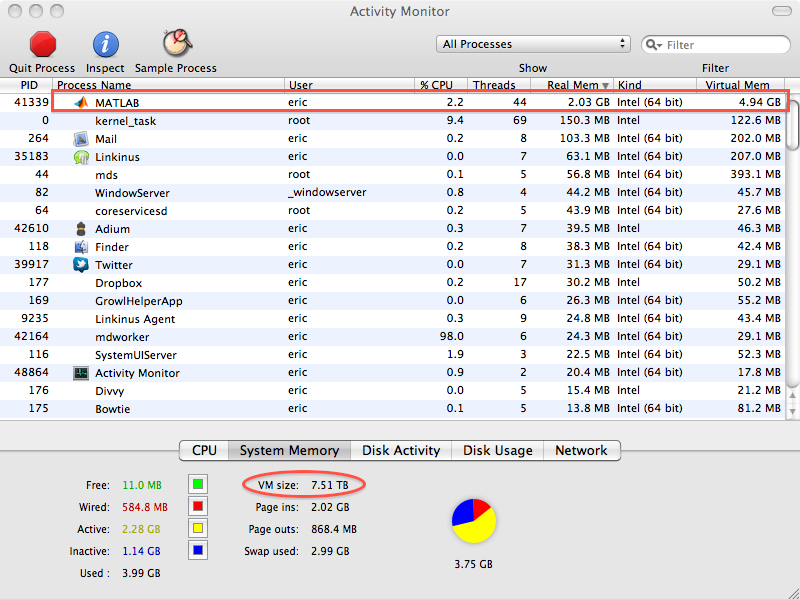 Activity Monitor
Quit Process Inspect Sample Process All Processes Show Filter Filter
PID Process Name User % CPU Threads Real Mem Kind Virtual Mem
41339 MATLAB eric 2.2 44 2.03 GB Intel (64 bit) 4.94 GB
0 kernel_task root 9.4 69 150.3 MB Intel 122.6 MB
264 Mail eric 0.2 8 103.3 MB Intel (64 bit) 202.0 MB
35183 Linkinus eric 0.0 7 63.1 MB Intel (64 bit) 207.0 MB
44 mds root 0.1 5 56.8 MB Intel (64 bit) 393.1 MB
82 WindowServer _windowserver 0.8 4 44.2 MB Intel (64 bit) 45.7 MB
64 coreservicesd root 0.2 5 43.9 MB Intel (64 bit) 27.6 MB
42610 Adium eric 0.3 7 39.5 MB Intel 46.3 MB
118 Finder eric 0.2 8 38.3 MB Intel (64 bit) 42.4 MB
39917 Twitter eric 0.0 7 31.3 MB Intel (64 bit) 29.1 MB
177 Dropbox eric 0.2 17 30.2 MB Intel 50.2 MB
169 GrowlHelperApp eric 0.0 6 26.3 MB Intel (64 bit) 55.2 MB
9235 Linkinus Agent eric 0.3 9 24.8 MB Intel (64 bit) 43.4 MB
42164 mdworker eric 98.0 6 24.3 MB Intel (64 bit) 29.1 MB
116 SystemUIServer eric 1.9 3 22.5 MB Intel (64 bit) 52.3 MB
48864 Activity Monitor eric 0.9 2 20.4 MB Intel (64 bit) 17.8 MB
176 Divvy eric 0.0 5 15.4 MB Intel 21.2 MB
175 Bowtie eric 0.1 5 13.8 MB Intel (64 bit) 81.2 MB
CPU System Memory Disk Activity Disk Usage Network
Free: 11.0 MB VM size: 7.51 TB
Wired: 584.8 MB Page ins: 2.02 GB
Active: 2.28 GB Page outs: 868.4 MB
Inactive: 1.14 GB Swap used: 2.99 GB
Used : 3.99 GB 3.75 GB